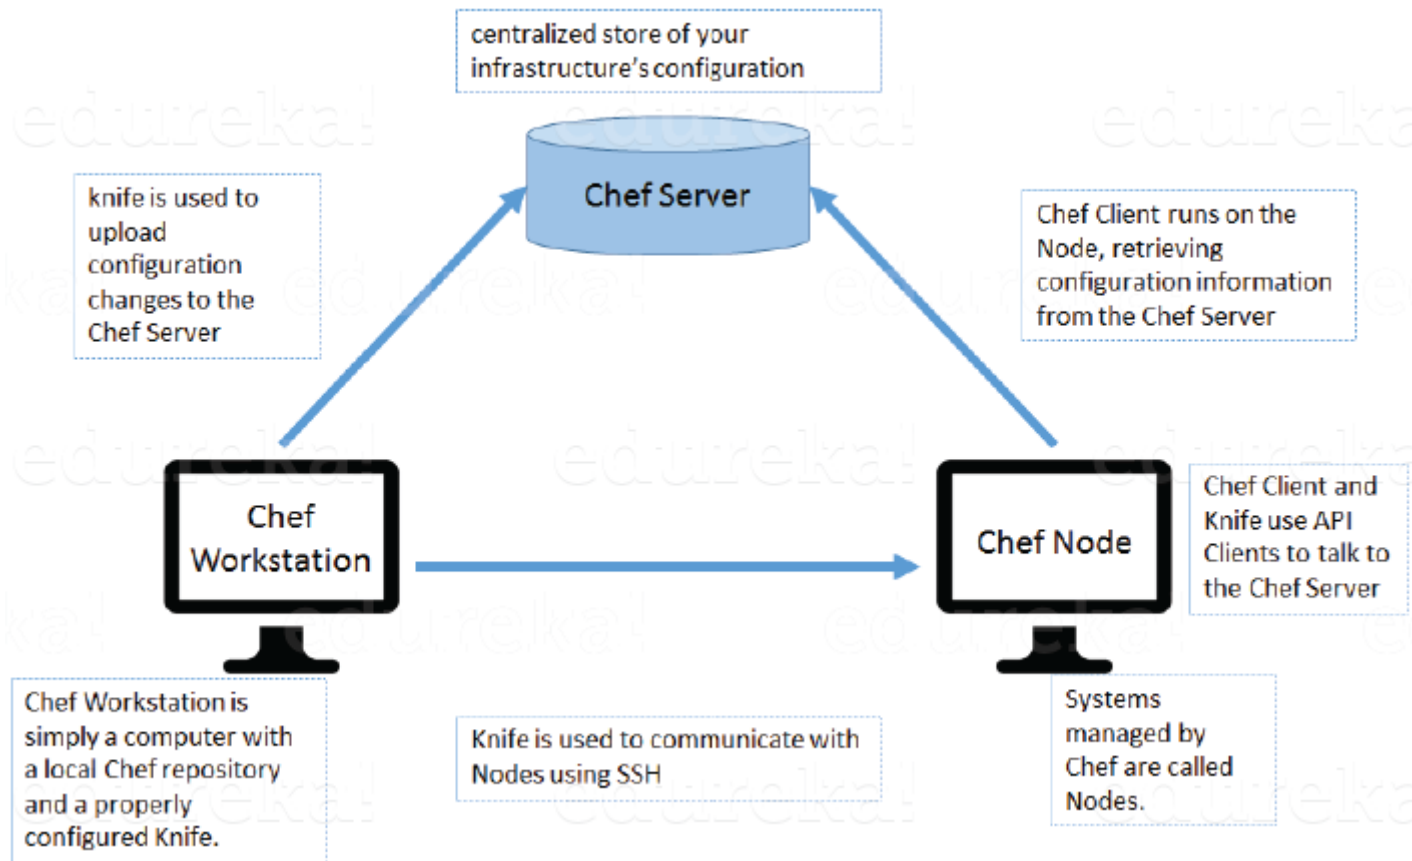 centralized store of your
infrastructure's configuration
Chef Server
knife is used to
upload
configuration
changes to the
Chef Server
Chef Client runs on the
Node, retrieving
configuration information
from the Chef Server
Chef
Workstation
Chef Node
Chef Client and
Knife use API
Clients to talk to
the Chef Server
Chef Workstation is
simply a computer with
a local Chef repository
and a properly
configured Knife.
Knife is used to communicate with
Nodes using SSH
Systems
managed by
Chef are called
Nodes.
edureka!